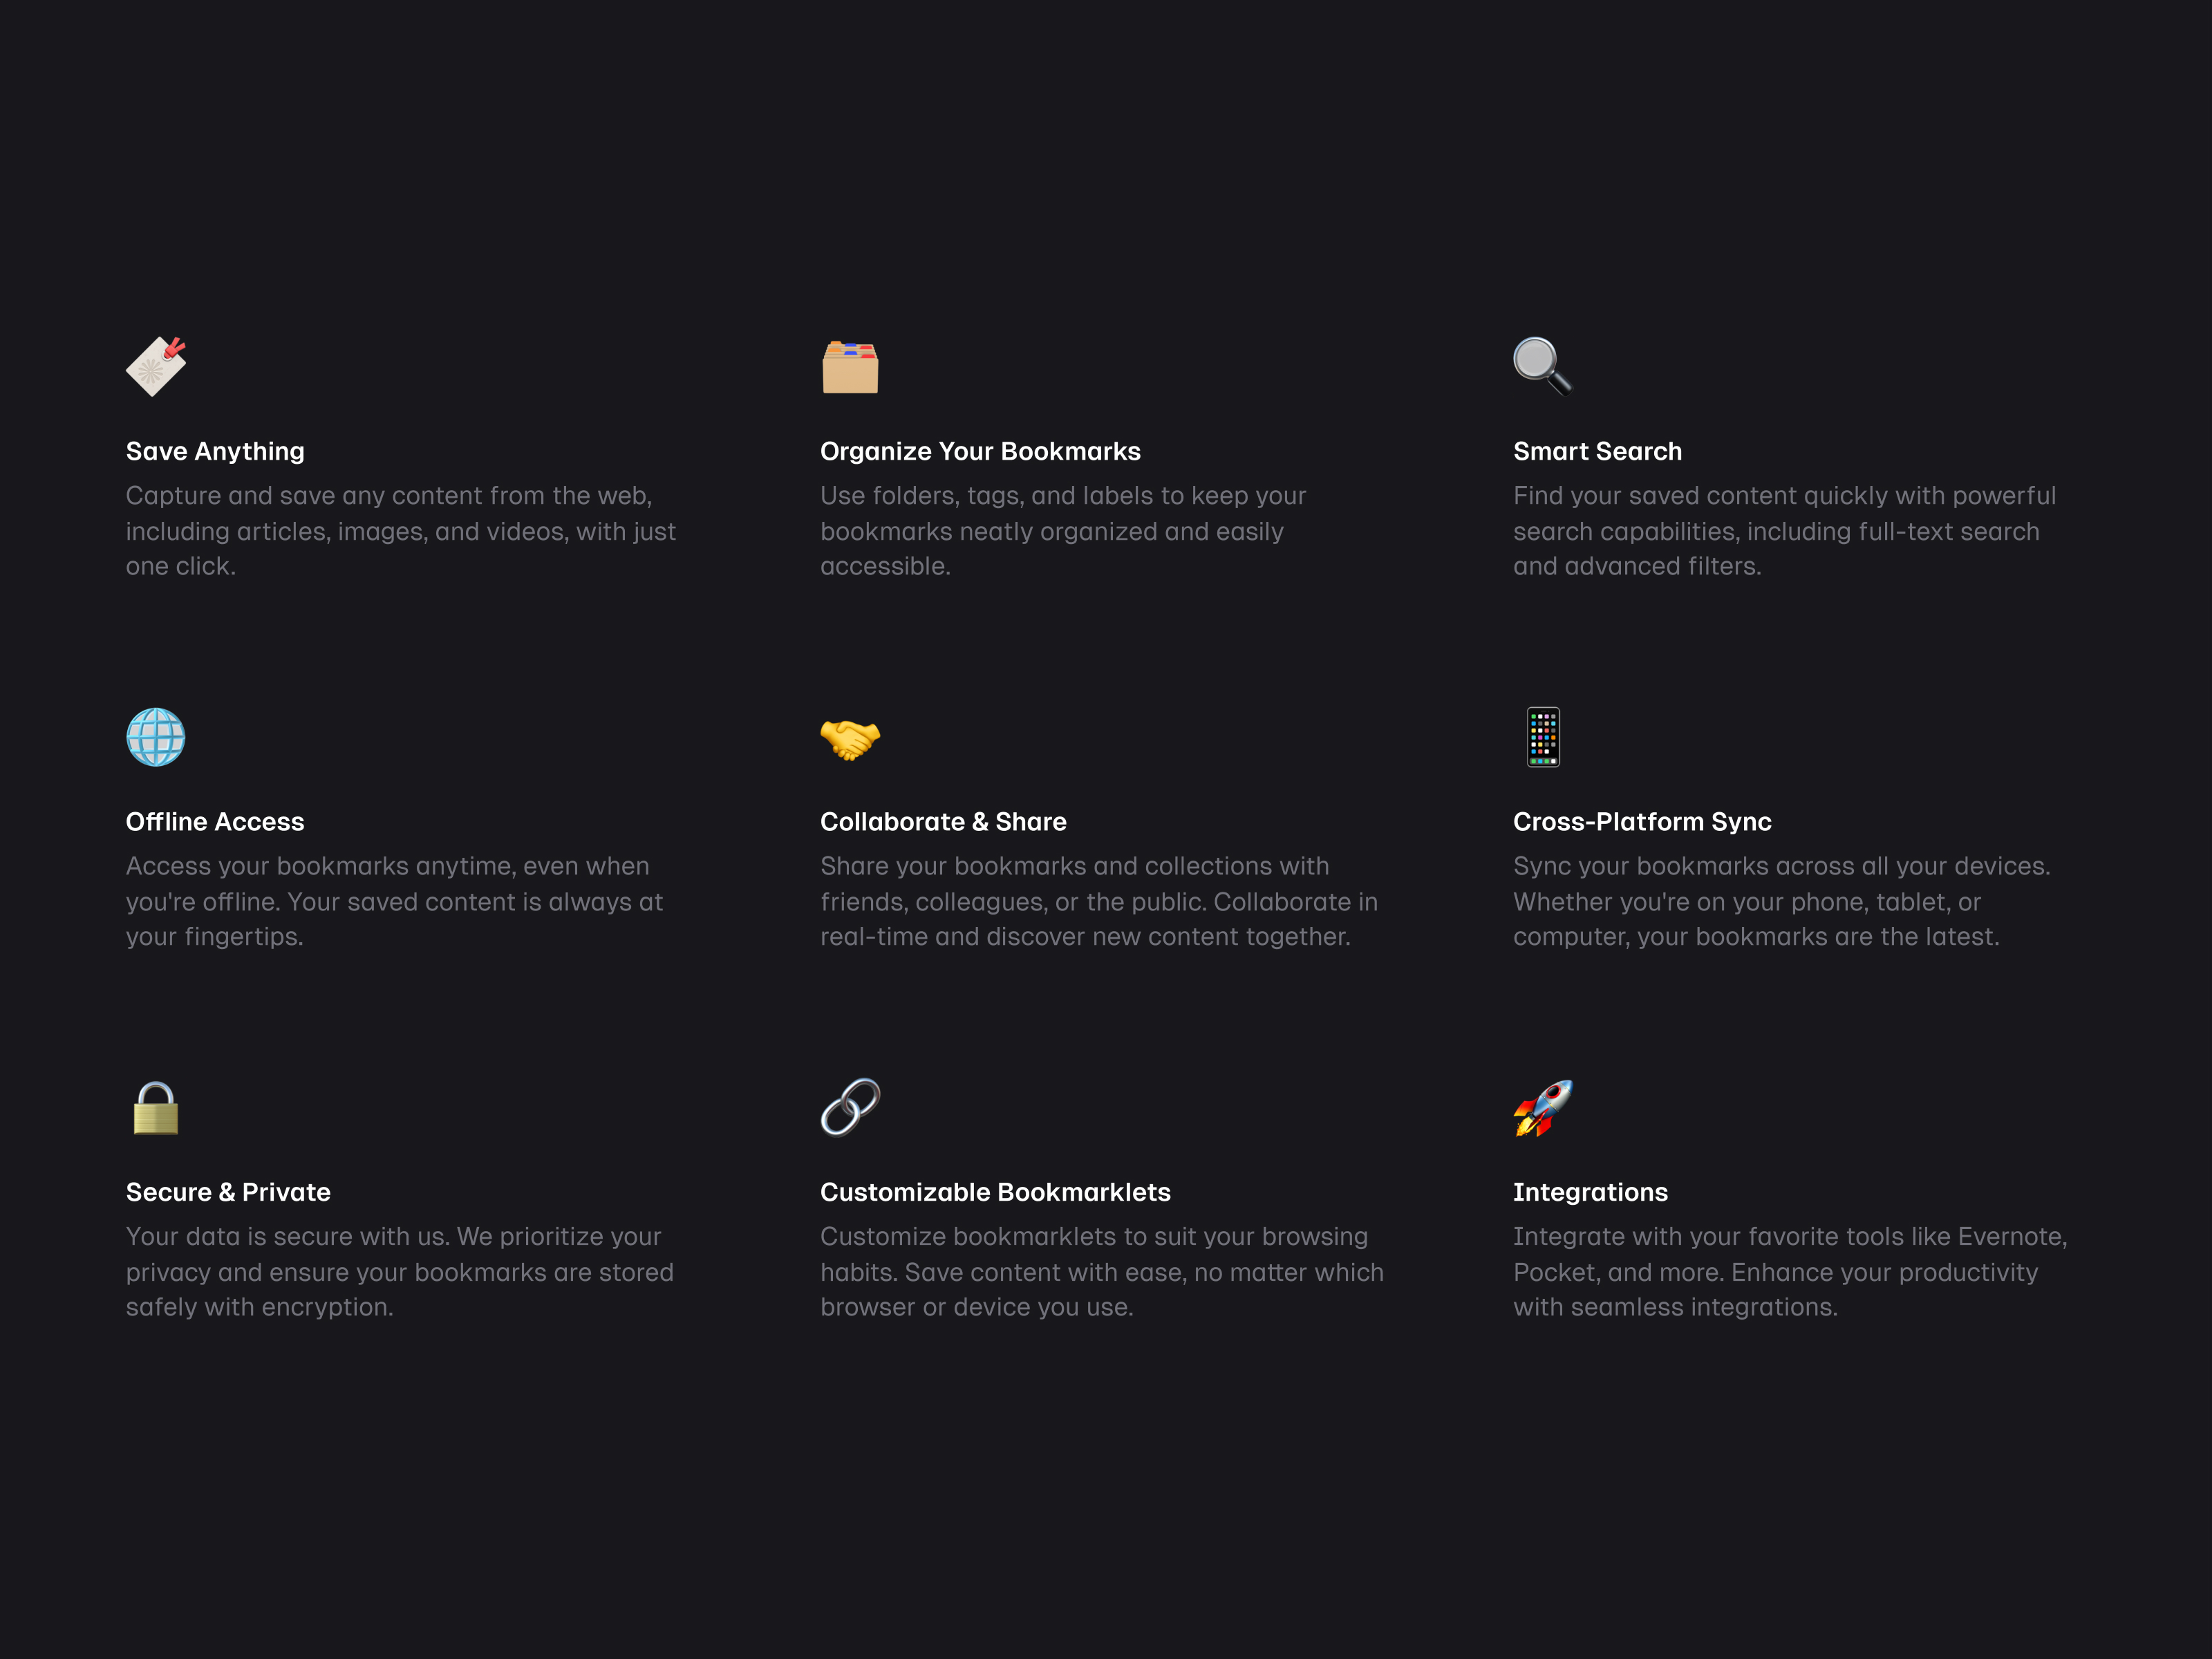 Save Anything
Capture and save any content from the web,
including articles, images, and videos, with just
one click.
Organize Your Bookmarks
Use folders, tags, and labels to keep your
bookmarks neatly organized and easily
accessible.
Smart Search
Find your saved content quickly with powerful
search capabilities, including full-text search
and advanced filters.
Offline Access
Access your bookmarks anytime, even when
you're offline. Your saved content is always at
your fingertips.
Collaborate & Share
Share your bookmarks and collections with
friends, colleagues, or the public. Collaborate in
real-time and discover new content together.
Cross-Platform Sync
Sync your bookmarks across all your devices.
Whether you're on your phone, tablet, or
computer, your bookmarks are the latest.
Secure & Private
Your data is secure with us. We prioritize your
privacy and ensure your bookmarks are stored
safely with encryption.
Customizable Bookmarklets
Customize bookmarklets to suit your browsing
habits. Save content with ease, no matter which
browser or device you use.
Integrations
Integrate with your favorite tools like Evernote,
Pocket, and more. Enhance your productivity
with seamless integrations.